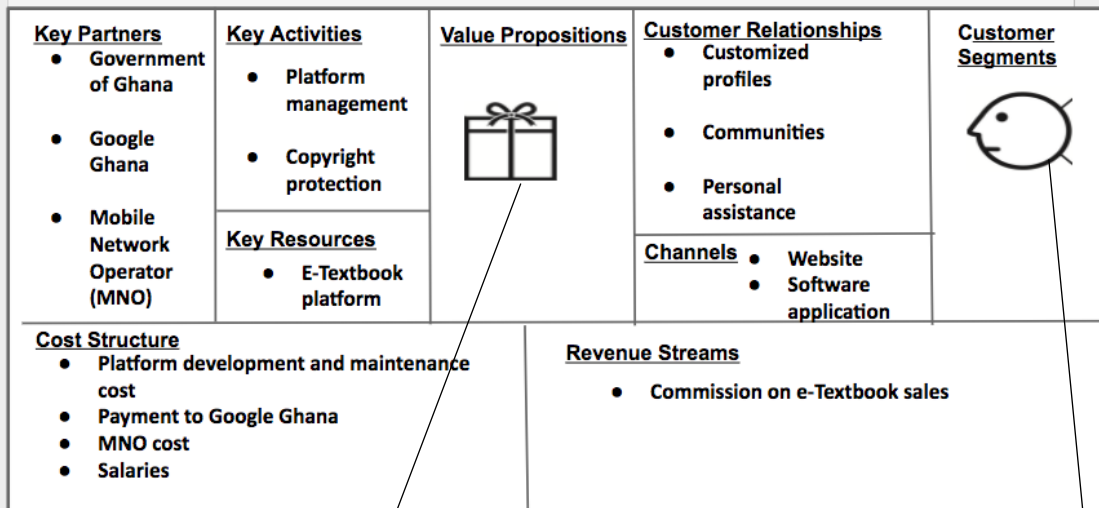 Key Partners
Government
of Ghana
Google
Ghana
Mobile
Network
Operator
(MNO)
Key Activities
Platform
management
Copyright
protection
Key Resources
E-Textbook
platform
Value Propositions
Customer Relationships
Customized
profiles
Communities
Personal
assistance
Channels
Website
Software
application
Customer
Segments
Cost Structure
Platform development and maintenance
cost
Payment to Google Ghana
MNO cost
Salaries
Revenue Streams
Commission on e-Textbook sales